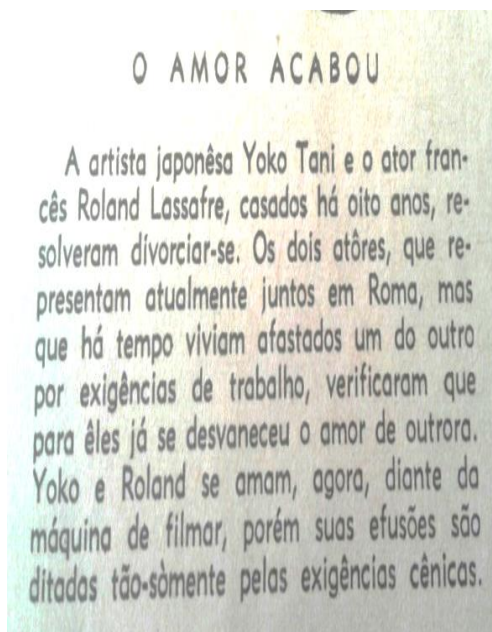 O AMOR ACABOU
A artista japonêsa Yoko Tani e o ator fran-
cês Roland Lassafre, casados há oito anos, re-
solveram divorciar-se. Os dois atôres, que re-
presentam atualmente juntos em Roma, mas
que há tempo viviam afastados um do outro
por exigências de trabalho, verificaram que
para êles já se desvaneceu o amor de outrora.
Yoko e Roland se amam, agora, diante da
máquina de filmar, porém suas efusões são
ditadas tão-sòmente pelas exigências cênicas.